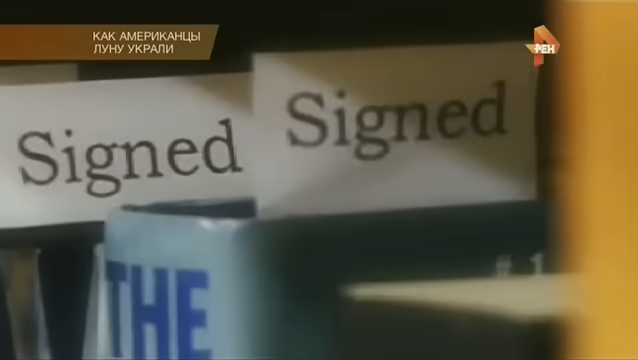 КАК АМЕРИКАНЦЫ
ЛУНУ УКРАЛИ
РЕН
Signed
Signed
THE